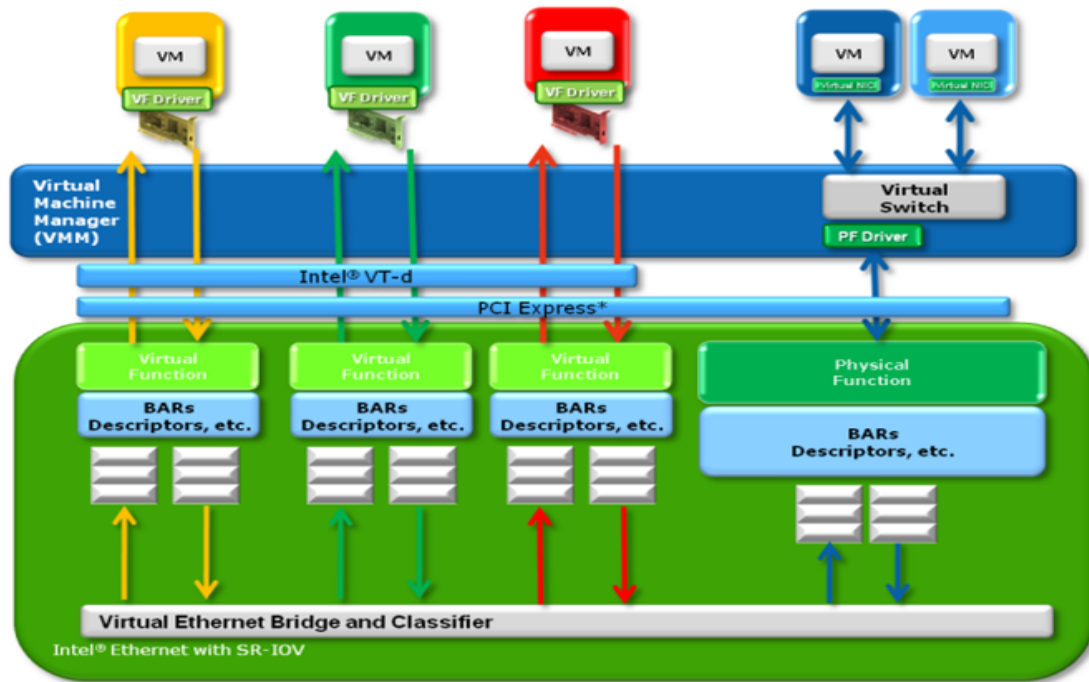 VM
VM
VM
VM
VM
VF Driver
VF Driver
VF Driver
Virtual NIC
Virtual NIC
Virtual
Machine
Manager
(VMM)
Virtual
Switch
PF Driver
Intel® VT-d
PCI Express*
Virtual
Function
Virtual
Function
Virtual
Function
Physical
Function
BARs
Descriptors, etc.
BARs
Descriptors, etc.
BARs
Descriptors, etc.
BARs
Descriptors, etc.
Virtual Ethernet Bridge and Classifier
Intel® Ethernet with SR-IOV